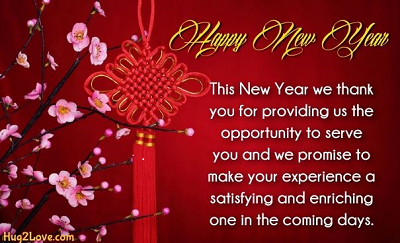 Happy New Year
This New Year we thank
you for providing us the
opportunity to serve
you and we promise to
make your experience a
satisfying and enriching
one in the coming days.
Hug2Love.com